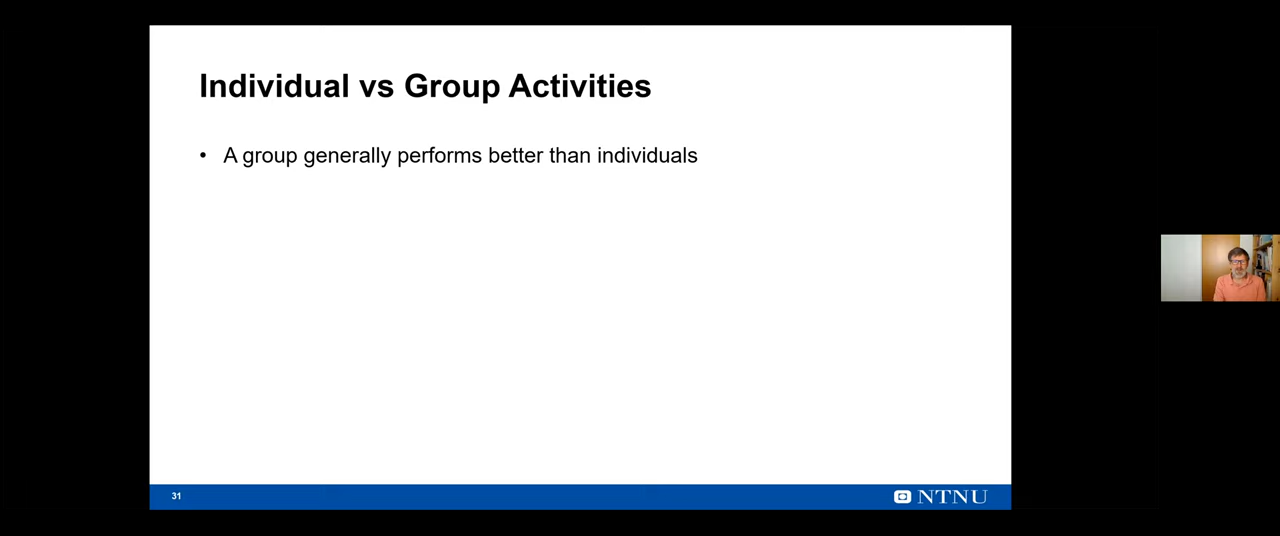 Individual vs Group Activities
• A group generally performs better than individuals
31
NTNU